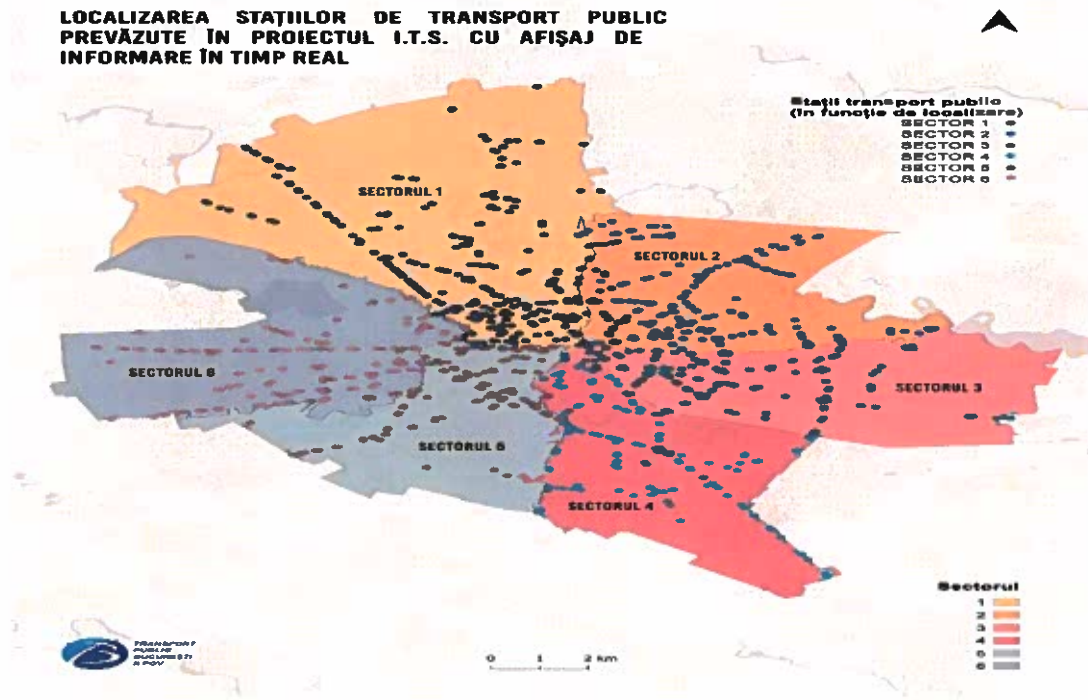 LOCALIZAREA STAȚIILOR DE TRANSPORT PUBLIC
PREVĂZUTE ÎN PROIECTUL I.T.S. CU AFIȘAJ DE
INFORMARE ÎN TIMP REAL
Stații transport public
(în funcție de localizare)
SECTOR 1
SECTOR 2
SECTOR 3
SECTOR 4
SECTOR 5
SECTOR 6
SECTORUL 1
SECTORUL 2
SECTORUL 6
SECTORUL 3
SECTORUL 5
SECTORUL 4
Sectorul
1
2
3
4
5
6
TRANSPORT
PUBLIC
BUCUREȘTI
0 1 2 km